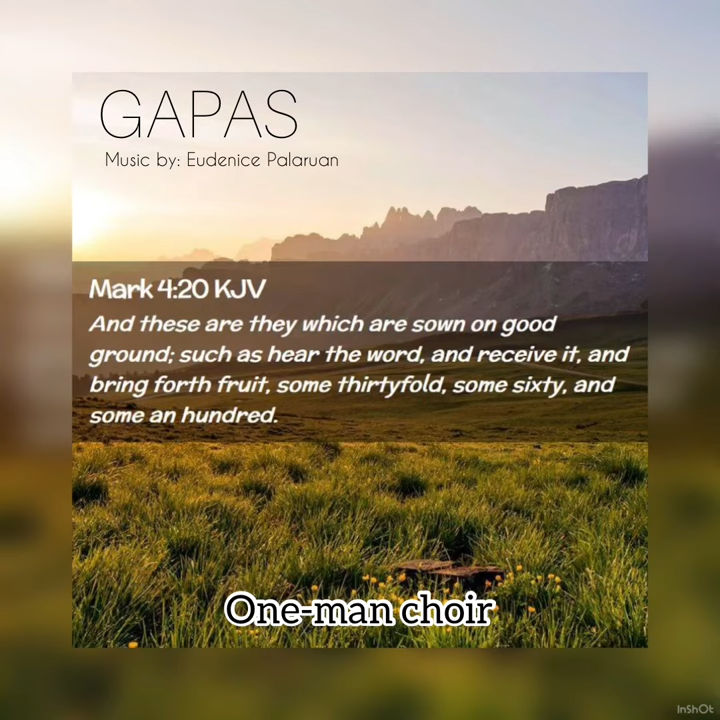 GAPAS
Music by: Eudenice Palaruan
Mark 4:20 KJV
And these are they which are sown on good
ground; such as hear the word, and receive it, and
bring forth fruit, some thirtyfold, some sixty, and
some an hundred.
One-man choir
InShOt